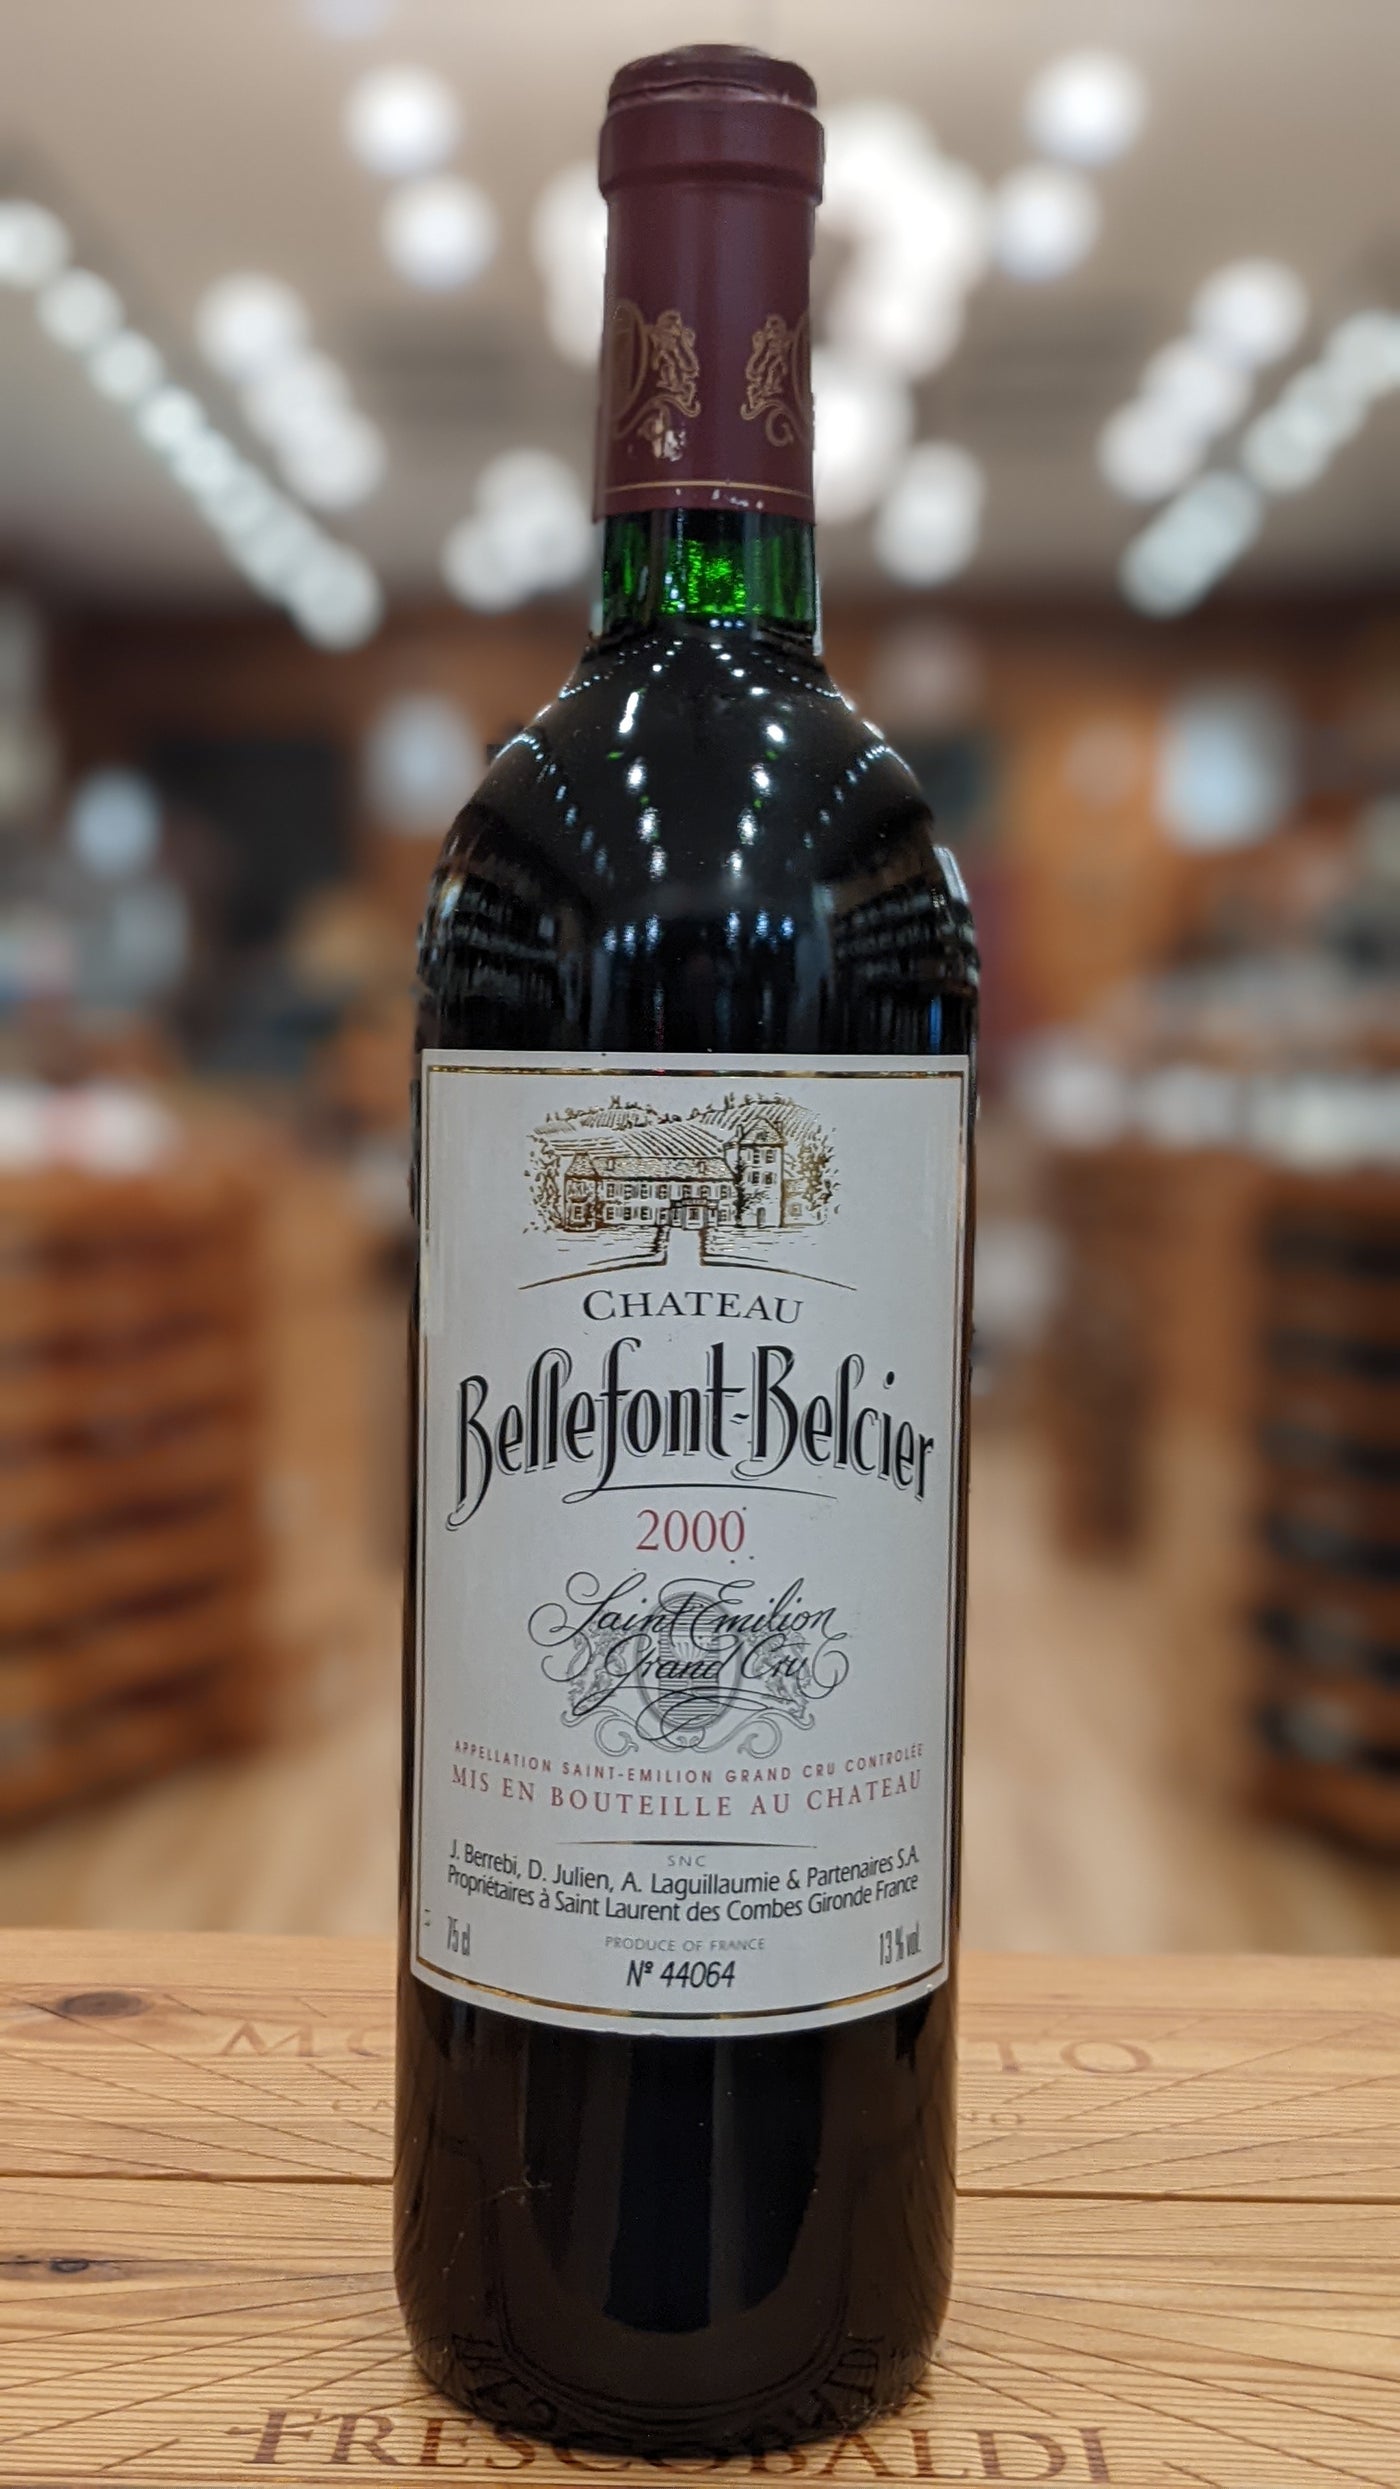 CHATEAU
Bellefont-Belcier
2000
Saint Emilion
Grand Cru
APPELLATION SAINT-EMILION GRAND CRU CONTROLÉE
MIS EN BOUTEILLE AU CHATEAU
SNC
J. Berrebi, D. Julien, A. Laguillaumie & Partenaires S.A.
Propriétaires à Saint Laurent des Combes Gironde France
75 cl
PRODUCE OF FRANCE
13 % vol.
Nº 44064
FRESCOBALDI